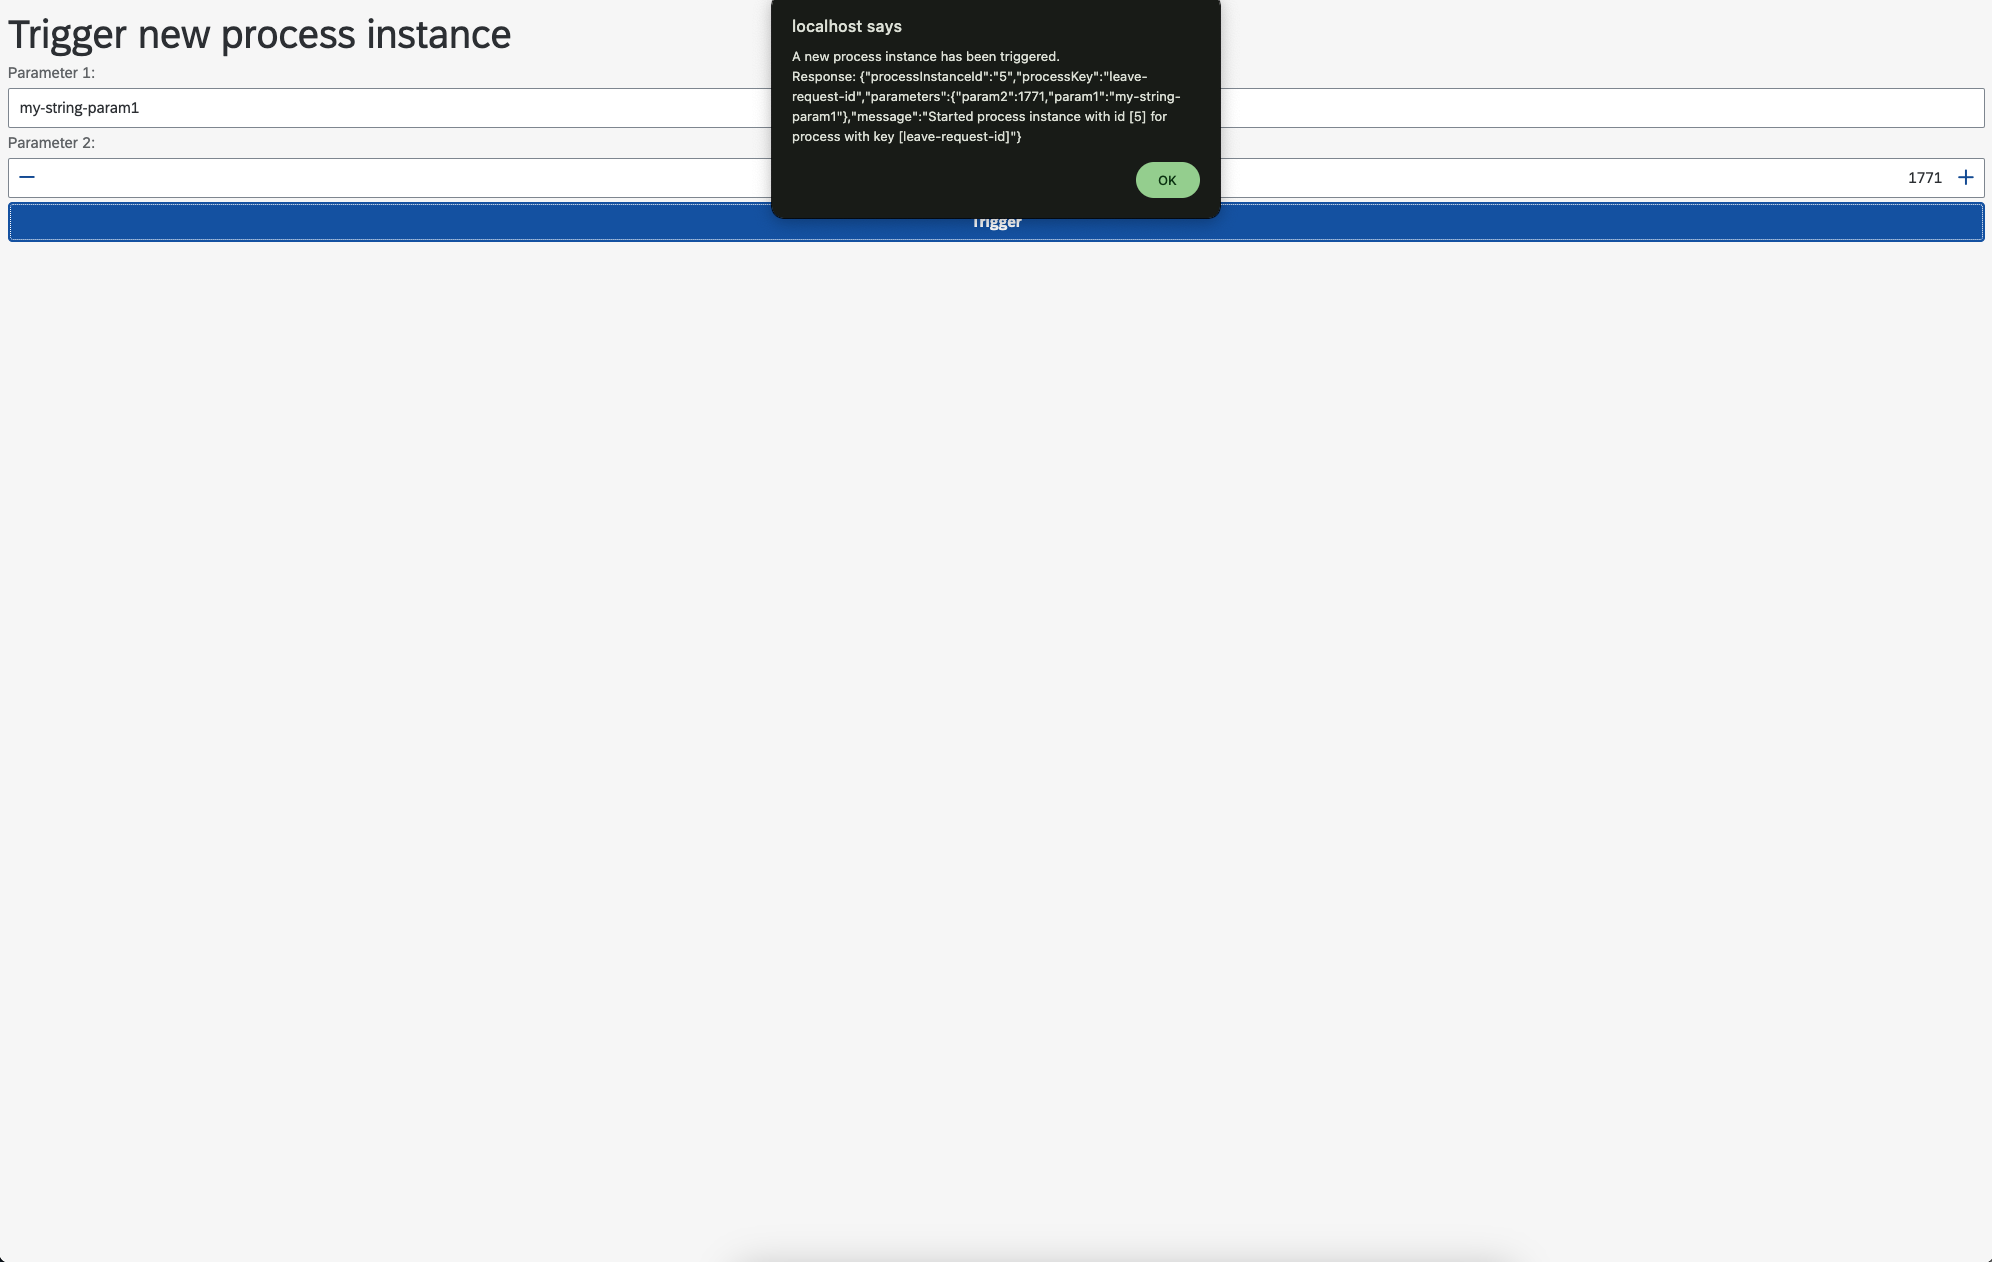 Trigger new process instance
Parameter 1:
my-string-param1
Parameter 2:
1771
Trigger
localhost says
A new process instance has been triggered.
Response: {"processInstanceId":"5","processKey":"leave-
request-id","parameters":{"param2":1771,"param1":"my-string-
param1"},"message":"Started process instance with id [5] for
process with key [leave-request-id]"}
OK